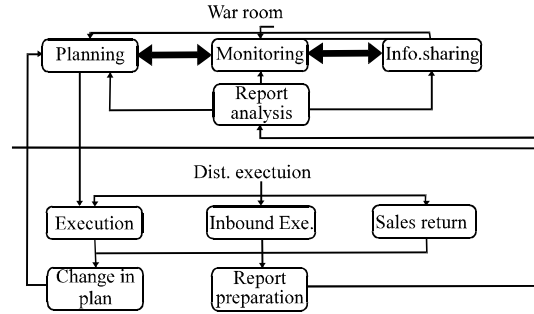 War room
Planning
Monitoring
Info.sharing
Report
analysis
Dist. exectuion
Execution
Inbound Exe.
Sales return
Change in
plan
Report
preparation